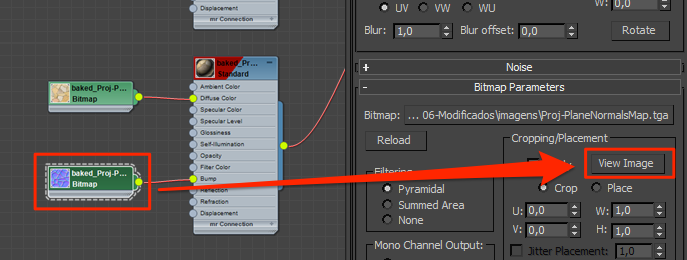 Displacement
mr Connection
baked_Pr...
Standard
Ambient Color
Diffuse Color
Specular Color
Specular Level
Glossiness
Self-Illumination
Opacity
Filter Color
Bump
Reflection
Refraction
Displacement
mr Connection
baked_Proj-P...
Bitmap
baked_Proj-P...
Bitmap
UV VW WU
W: 0,0
Blur: 1,0 Blur offset: 0,0 Rotate
+ Noise
- Bitmap Parameters
Bitmap: ... 06-Modificados\imagens\Proj-PlaneNormalsMap.tga
Reload
Cropping/Placement
View Image
Filtering
Crop Place
Pyramidal
Summed Area
None
U: 0,0 W: 1,0
V: 0,0 H: 1,0
Jitter Placement: 1,0
Mono Channel Output: